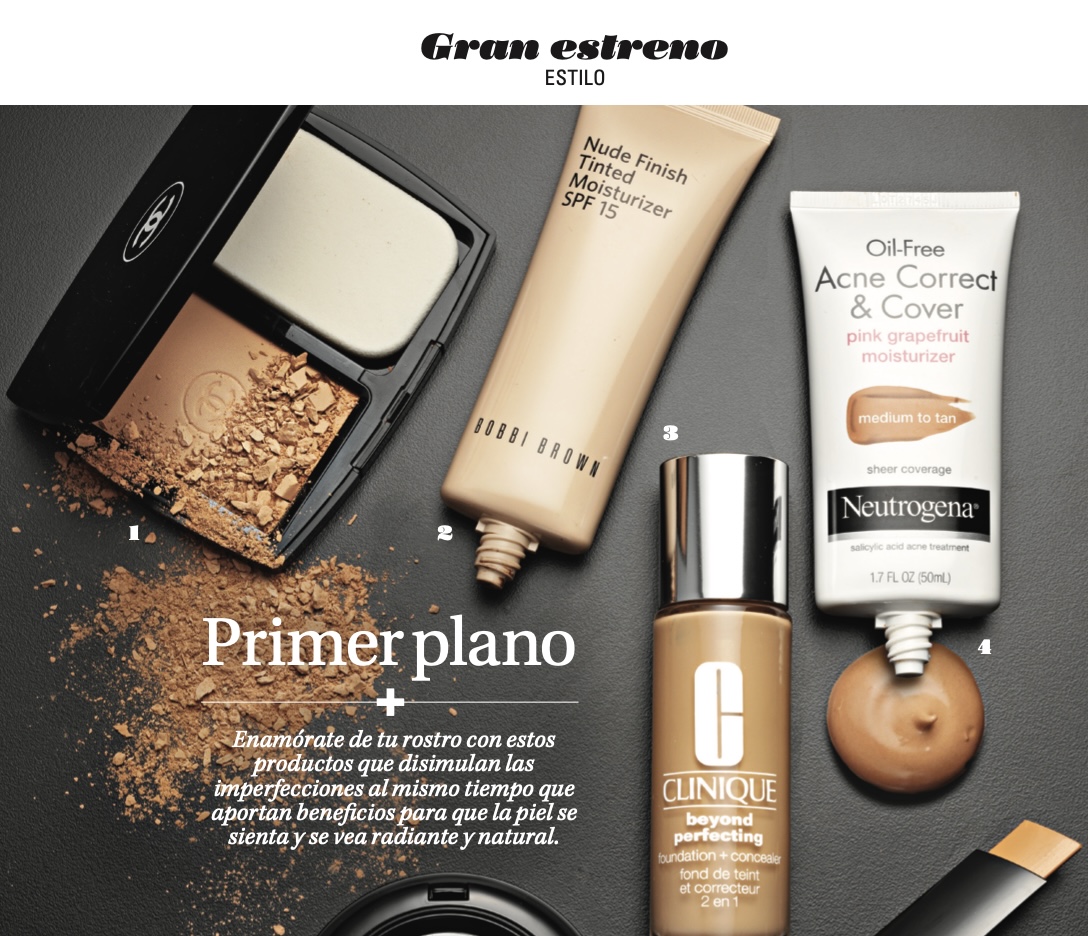 Gran estreno
ESTILO
Nude Finish
Tinted
Moisturizer
SPF 15
BOBBI BROWN
Oil-Free
Acne Correct
& Cover
pink grapefruit
moisturizer
medium to tan
sheer coverage
Neutrogena®
salicylic acid acne treatment
1.7 FL OZ (50mL)
1
2
3
4
Primer plano
Enamórate de tu rostro con estos
productos que disimulan las
imperfecciones al mismo tiempo que
aportan beneficios para que la piel se
sienta y se vea radiante y natural.
CLINIQUE
beyond
perfecting
foundation + concealer
fond de teint
et correcteur
2 en 1